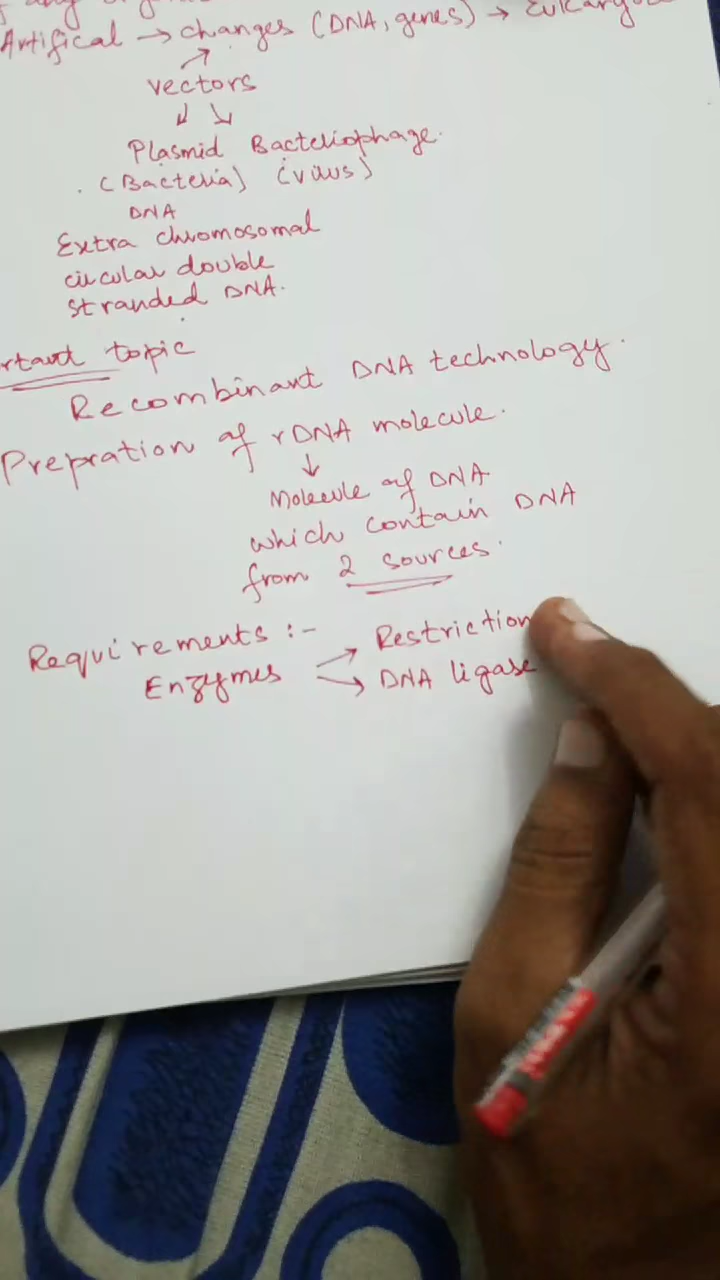 Artifical → changes (DNA, genes) →
vectors
Plasmid Bacteriophage.
(Bacteria) (virus)
DNA
Extra chromosomal
circular double
stranded DNA.
topic
Recombinant DNA technology.
Prepration of rDNA molecule.
Molecule of DNA
which contain DNA
from 2 sources.
Requirements :-
Enzymes → Restriction
→ DNA ligase